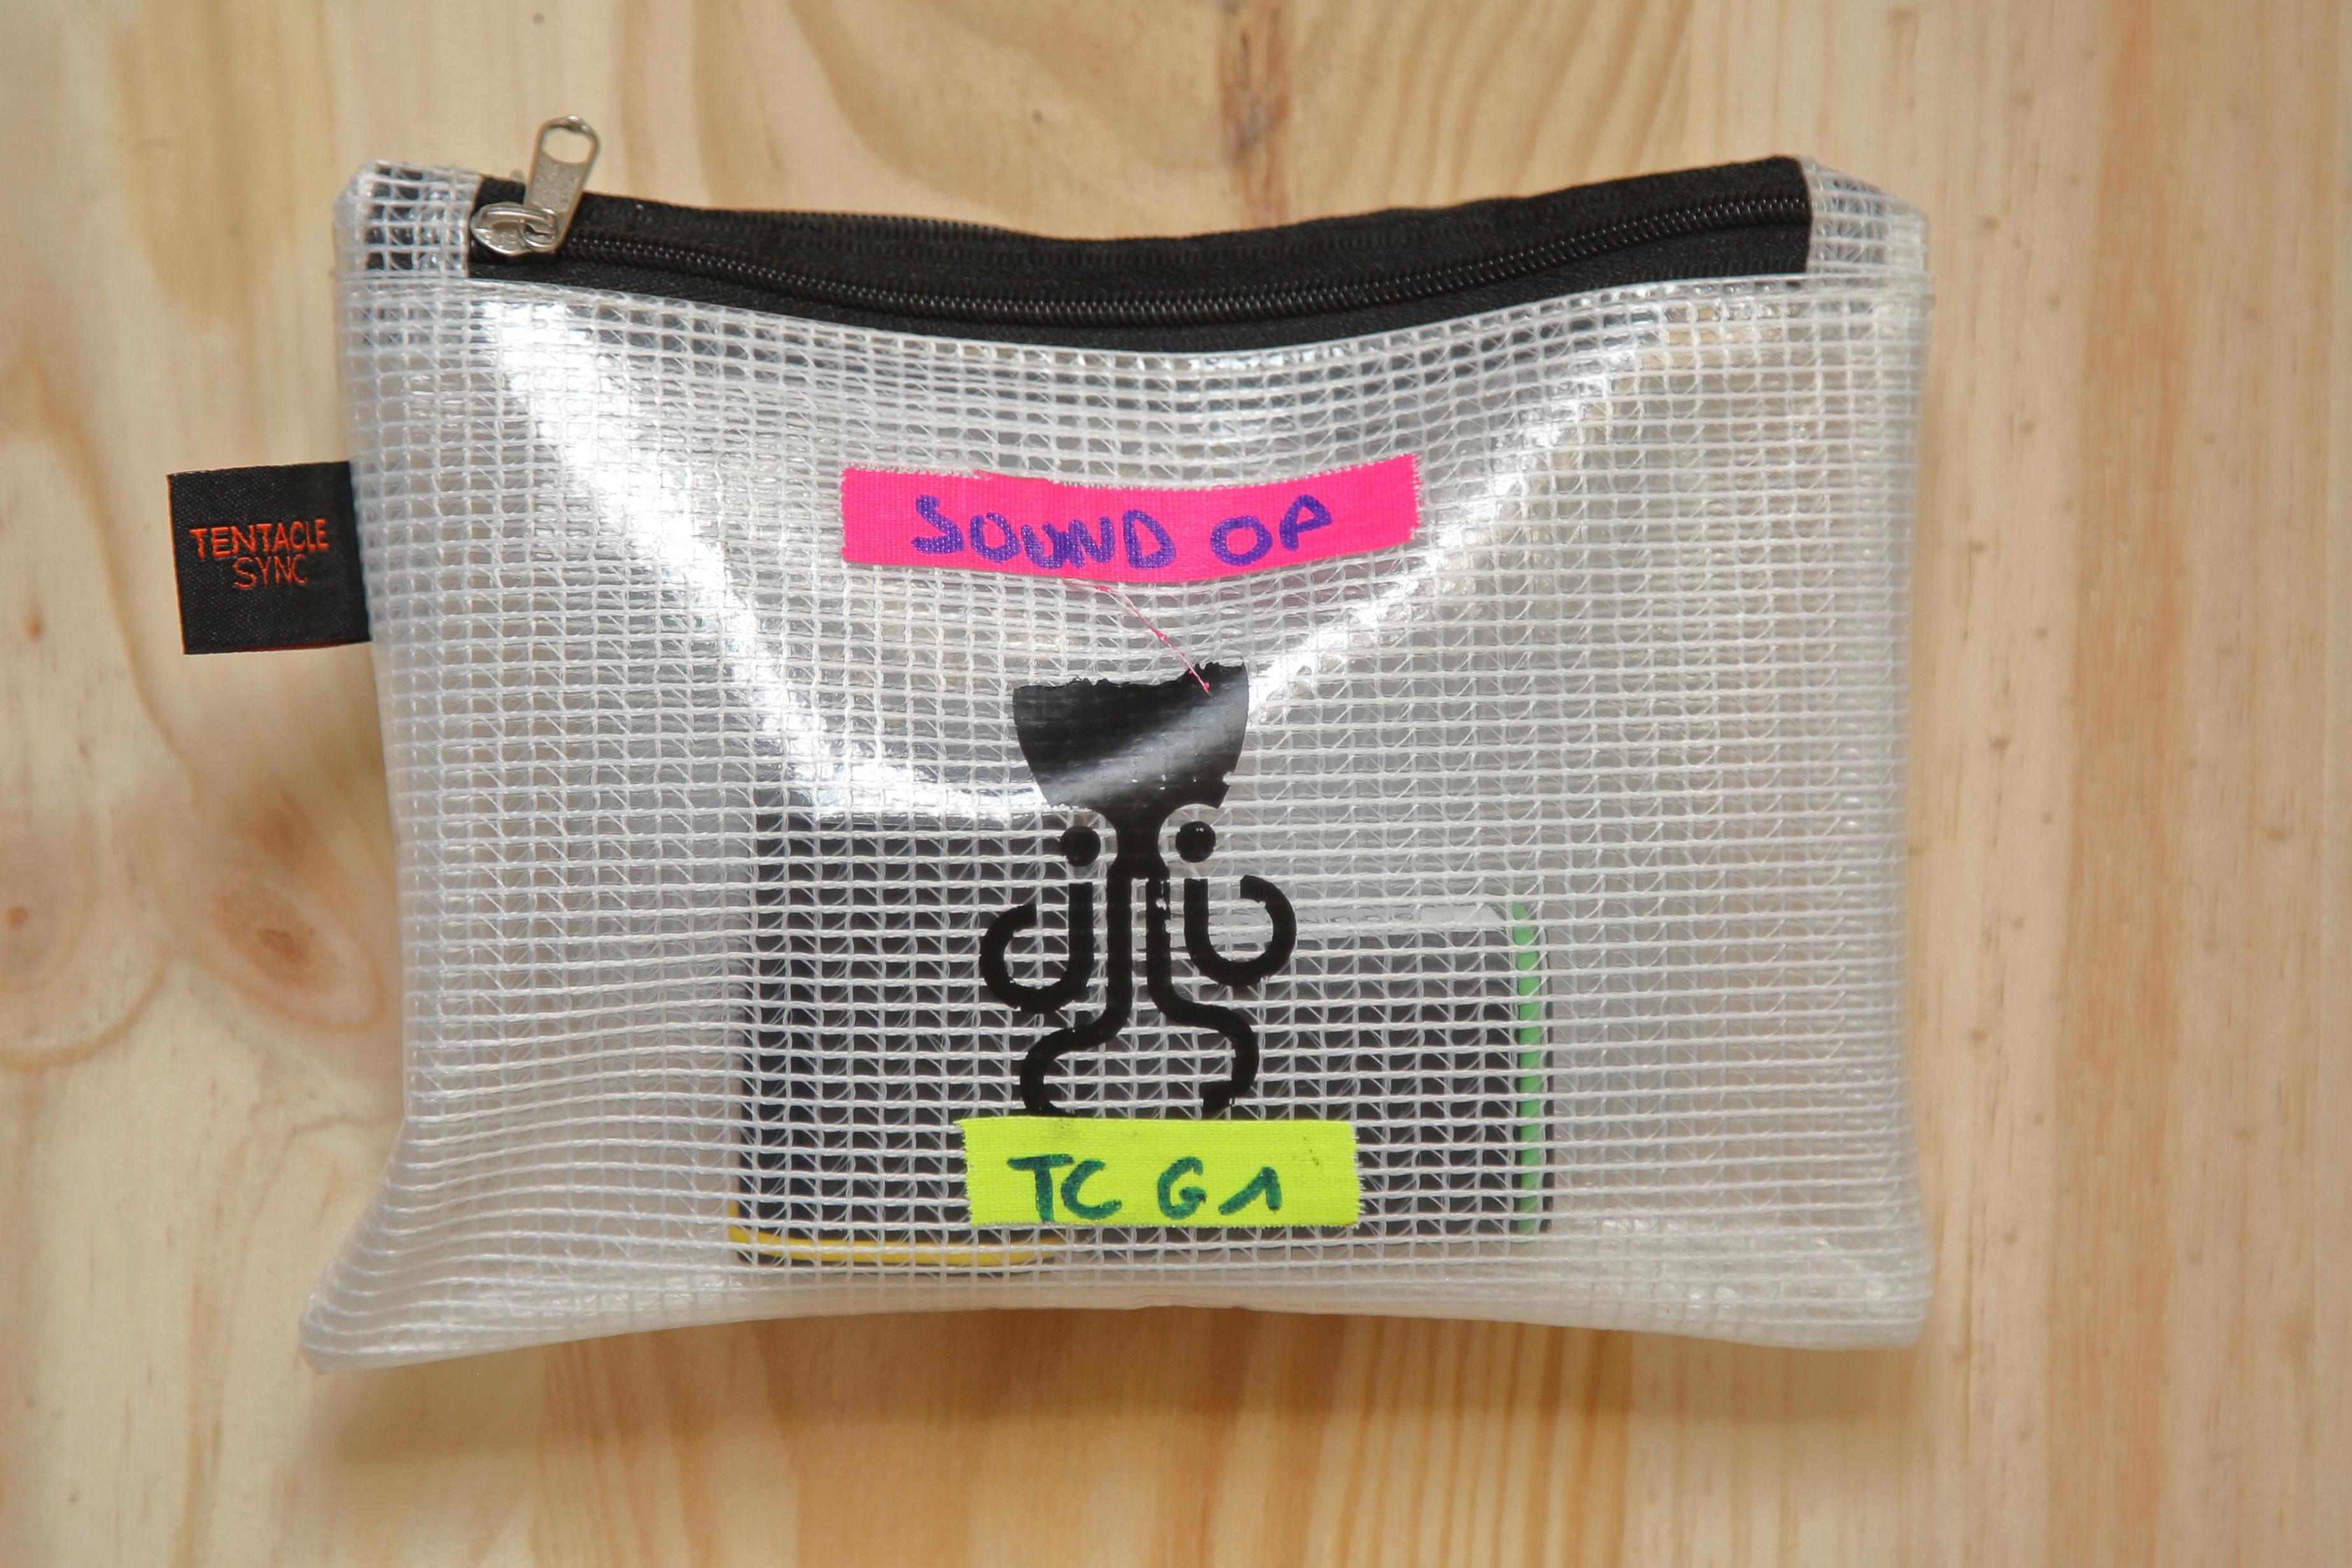 SOUND OP
TENTACLE
SYNC
TC G1